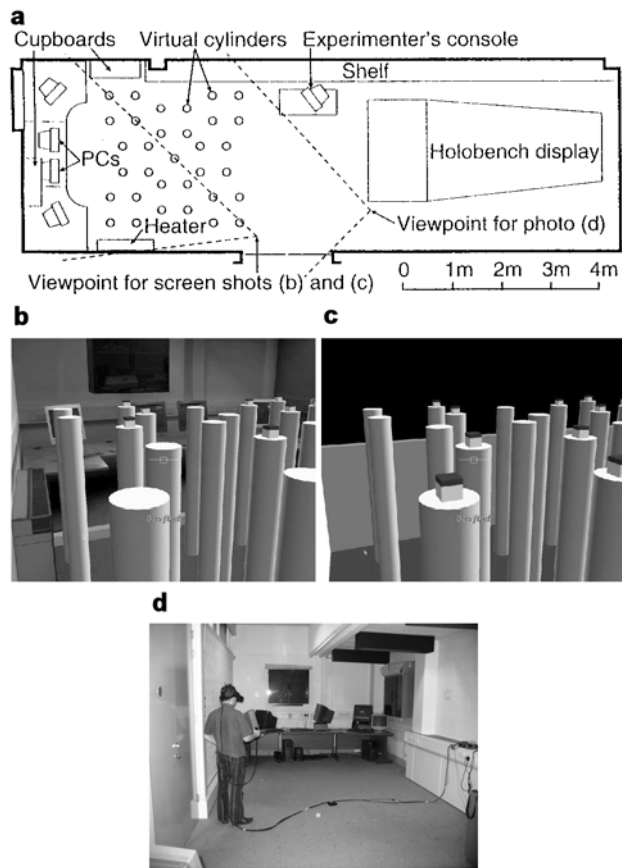 a
Cupboards Virtual cylinders Experimenter's console
Shelf
PCs
Holobench display
Heater
Viewpoint for photo (d)
Viewpoint for screen shots (b) and (c)
0 1m 2m 3m 4m
b c
d